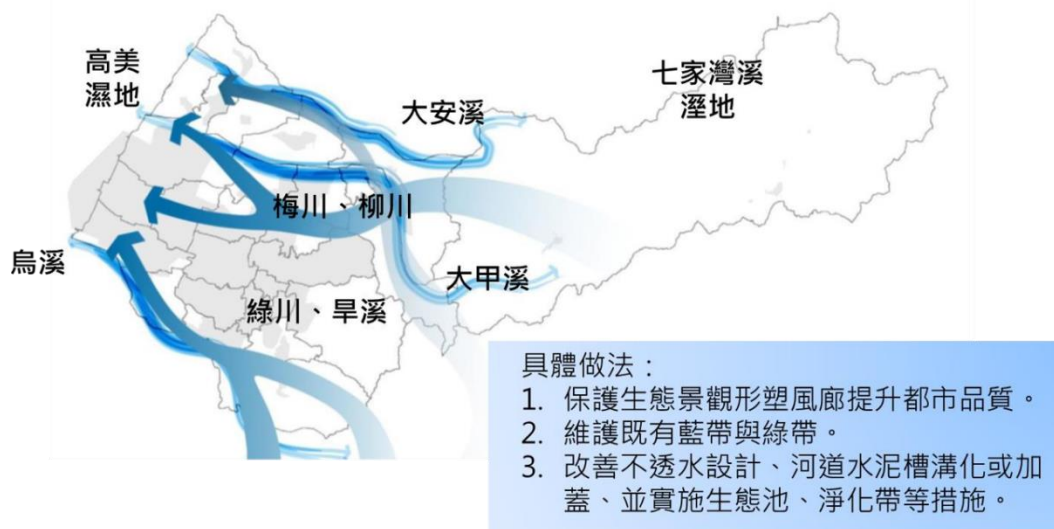 高美
濕地
大安溪
七家灣溪
溼地
梅川、柳川
烏溪
大甲溪
綠川、旱溪
具體做法：
1. 保護生態景觀形塑風廊提升都市品質。
2. 維護既有藍帶與綠帶。
3. 改善不透水設計、河道水泥槽溝化或加
蓋、並實施生態池、淨化帶等措施。